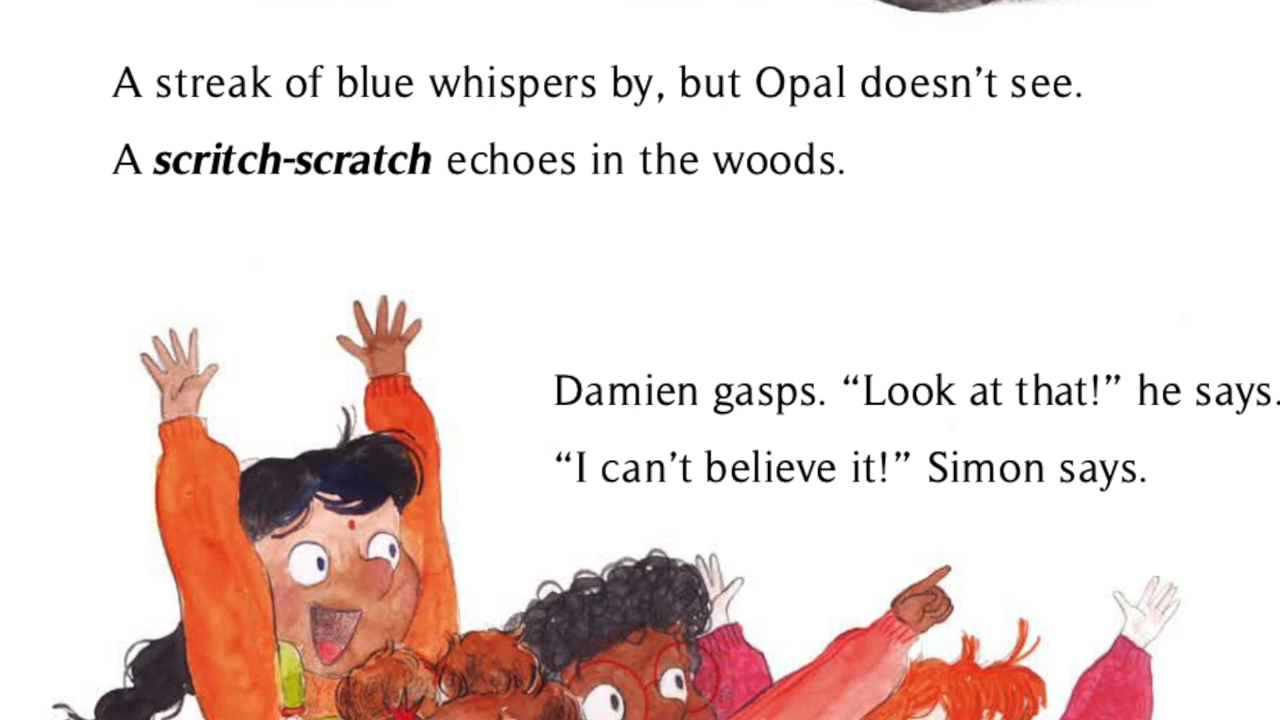 A streak of blue whispers by, but Opal doesn’t see.
A scritch-scratch echoes in the woods.
Damien gasps. “Look at that!” he says.
“I can’t believe it!” Simon says.